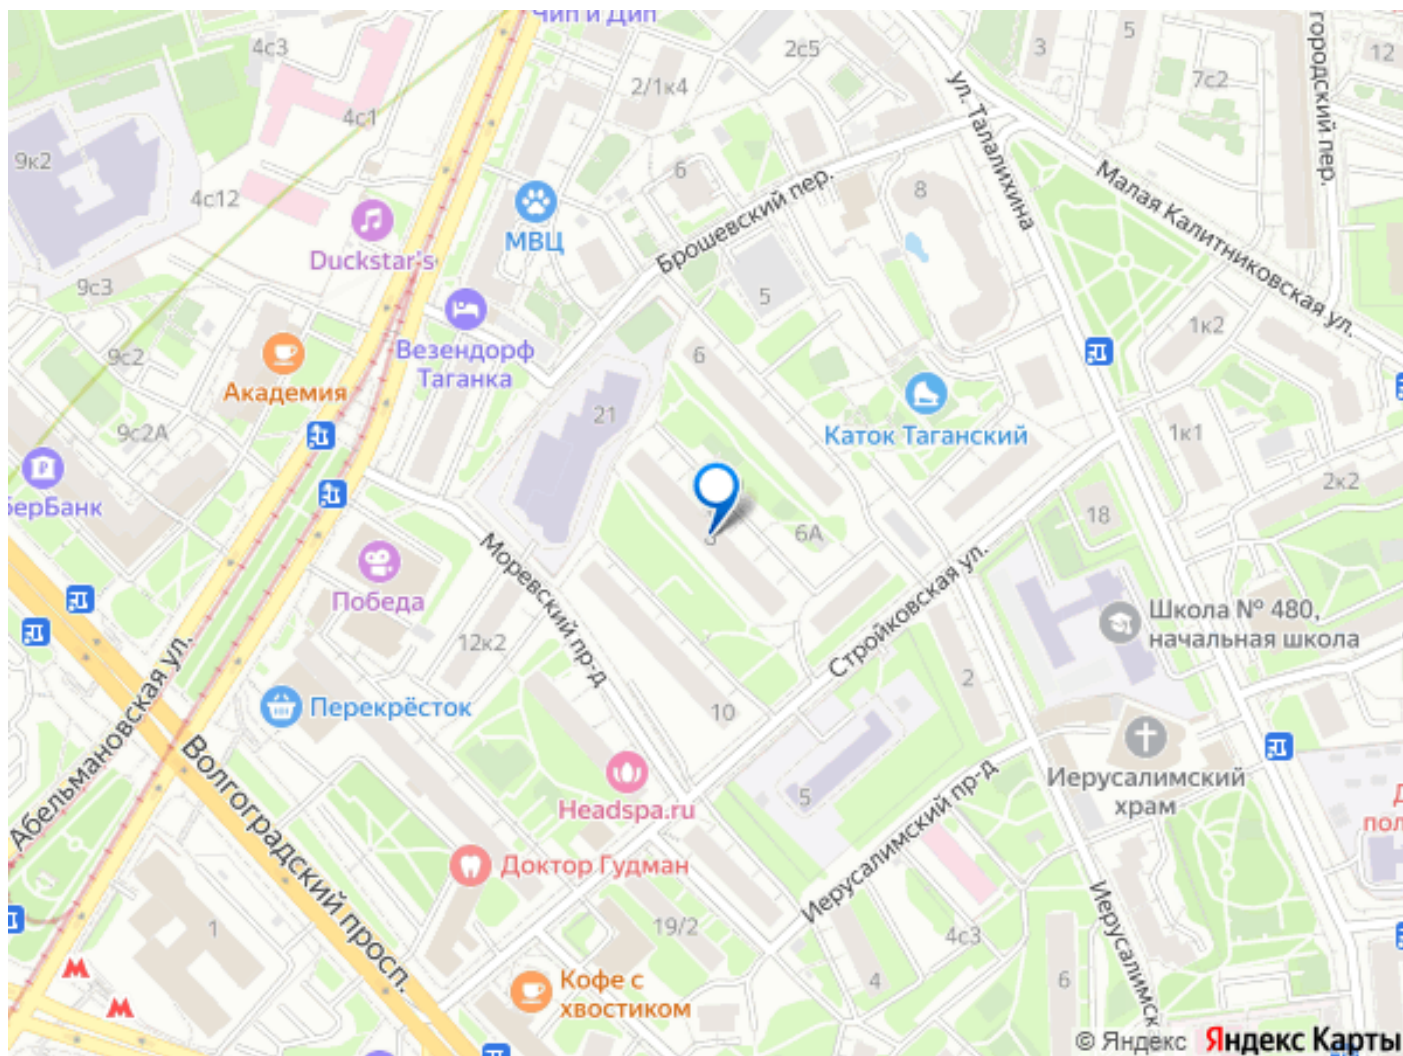 Чип и Дип
4с3
2с5
3
5
12
7с2
городский пер.
2/1к4
4с1
ул. Талалихина
9к2
6
Малая Калитниковская ул.
4с12
8
МВЦ
Брошевский пер.
Duckstar's
9с3
5
1к2
9с2
Везендорф
Таганка
6
Академия
21
Каток Таганский
9с2А
1к1
2к2
берБанк
18
6А
Моревский пр-д
Стройковская ул.
Победа
Школа № 480,
начальная школа
12к2
2
Абельмановская ул.
Перекрёсток
10
Волгоградский просп.
Иерусалимский
храм
Headspa.ru
5
Иерусалимский пр-д
пол
Доктор Гудман
1
19/2
4с3
Иерусалимск
4
6
Кофе с
хвостиком
© Яндекс Яндекс Карты